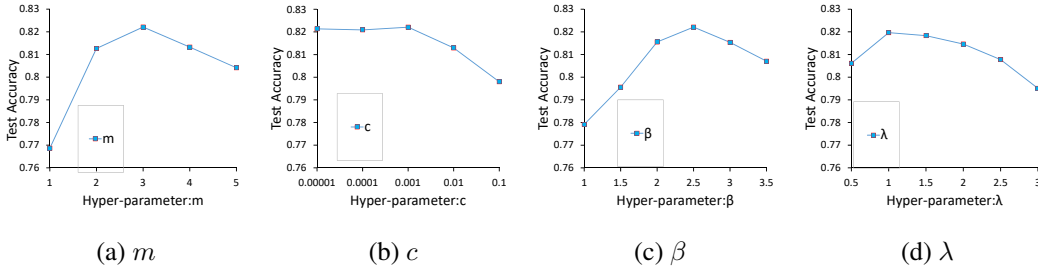 Test Accuracy
0.83
0.82
0.81
0.8
0.79
0.78
0.77
0.76
m
1 2 3 4 5
Hyper-parameter:m
(a) m
Test Accuracy
0.83
0.82
0.81
0.8
0.79
0.78
0.77
0.76
c
0.00001 0.0001 0.001 0.01 0.1
Hyper-parameter:c
(b) c
Test Accuracy
0.83
0.82
0.81
0.8
0.79
0.78
0.77
0.76
β
1 1.5 2 2.5 3 3.5
Hyper-parameter:β
(c) β
Test Accuracy
0.83
0.82
0.81
0.8
0.79
0.78
0.77
0.76
λ
0.5 1 1.5 2 2.5 3
Hyper-parameter:λ
(d) λ